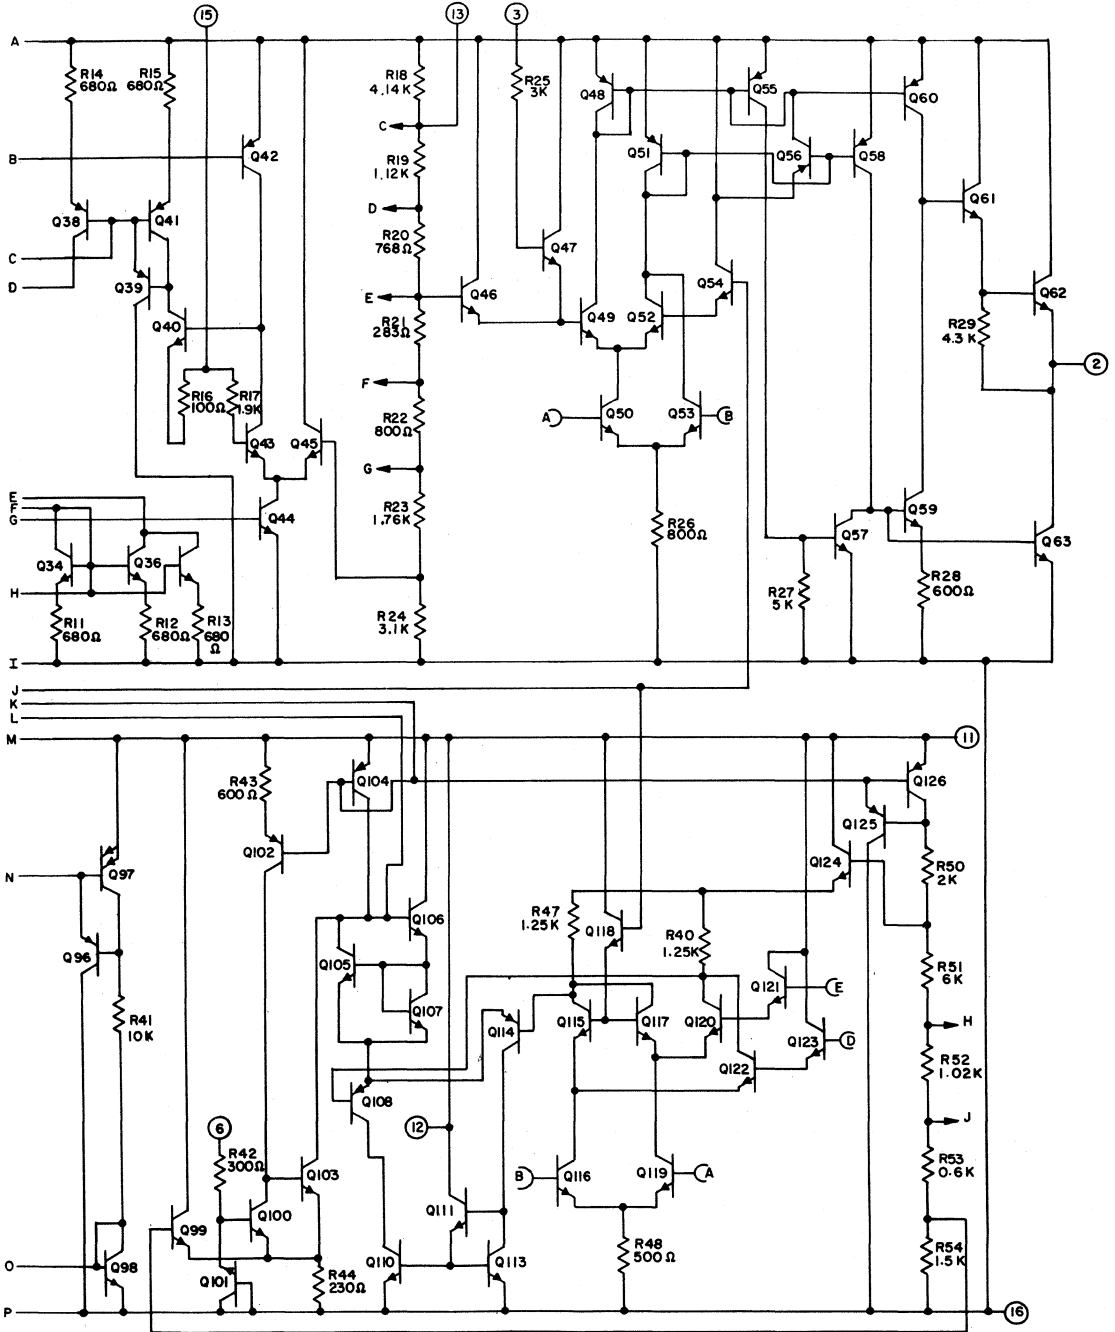 15
13
3
A
R14
680Ω
R15
680Ω
R18
4.14K
R25
3K
Q48
Q55
Q60
C
B
Q42
R19
1.12K
Q51
Q56
Q58
Q38
Q41
D
R20
768Ω
Q61
C
D
Q39
Q40
E
Q46
Q47
Q49
Q52
Q54
Q62
R21
283Ω
R29
4.3K
2
R16
100Ω
R17
1.9K
F
R22
800Ω
A
Q50
Q53
B
Q43
Q45
G
E
F
G
Q44
R23
1.76K
R26
800Ω
Q57
Q59
Q63
Q34
Q36
H
R11
680Ω
R12
680Ω
R13
680
Ω
R24
3.1K
R27
5K
R28
600Ω
I
J
K
L
M
11
R43
600Ω
Q104
Q126
Q125
Q102
Q124
N
Q97
R50
2K
Q106
R47
1.25K
Q118
R40
1.25K
Q96
Q105
R51
6K
Q121
E
R41
10K
Q107
Q114
Q115
Q117
Q120
Q123
D
H
Q122
R52
1.02K
Q108
6
12
J
R42
300Ω
Q103
B
Q116
Q119
A
R53
0.6K
Q99
Q100
Q111
R48
500Ω
R54
1.5K
O
Q98
Q101
R44
230Ω
Q110
Q113
P
16